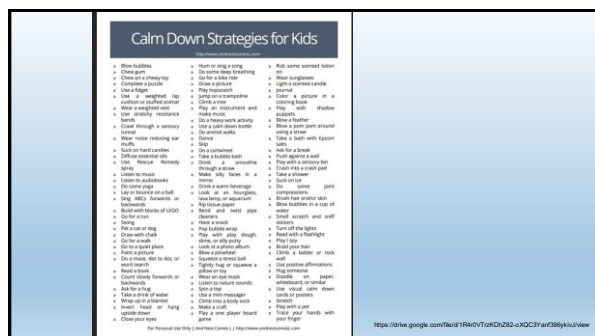 Calm Down Strategies for Kids
http://www.andnextcomesL.com
Blow bubbles
Chew gum
Chew on a chewy toy
Complete a puzzle
Use a fidget
Use a weighted lap
cushion or stuffed animal
Wear a weighted vest
Use stretchy resistance
bands
Crawl through a sensory
tunnel
Wear noise reducing ear
muffs
Suck on hard candies
Diffuse essential oils
Use Rescue Remedy
spray
Listen to music
Listen to audiobooks
Do some yoga
Lay or bounce on a ball
Sing ABCs forwards or
backwards
Build with blocks of LEGO
Go for a run
Swing
Pet a cat or dog
Draw with chalk
Go for a walk
Go to a quiet place
Paint a picture
Do a maze, dot to dot, or
word search
Read a book
Count slowly forwards or
backwards
Ask for a hug
Take a drink of water
Wrap up in a blanket
Invert head or hang
upside down
Close your eyes
Hum or sing a song
Do some deep breathing
Go for a bike ride
Draw a picture
Play hopscotch
Jump on a trampoline
Climb a tree
Play an instrument and
make music
Do a heavy work activity
Use a calm down bottle
Do animal walks
Dance
Skip
Do a cartwheel
Take a bubble bath
Drink a smoothie
through a straw
Make silly faces in a
mirror
Drink a warm beverage
Look at an hourglass,
lava lamp, or aquarium
Rip tissue paper
Bend and twist pipe
cleaners
Have a snack
Pop bubble wrap
Play with play dough,
slime, or silly putty
Look at a photo album
Blow a pinwheel
Squeeze a stress ball
Tightly hug or squeeze a
pillow or toy
Wear an eye mask
Listen to nature sounds
Spin a top
Use a mini massager
Climb into a body sock
Make a craft
Play a one player board
game
Rub some scented lotion
on
Wear sunglasses
Light a scented candle
Journal
Color a picture in a
coloring book
Play with shadow
puppets
Blow a feather
Blow a pom pom around
using a straw
Take a bath with Epsom
salts
Ask for a break
Push against a wall
Play with a sensory bin
Crash into a crash pad
Take a shower
Suck on ice
Do some joint
compressions
Brush hair and/or skin
Blow bubbles in a cup of
water
Smell scratch and sniff
stickers
Turn off the lights
Read with a flashlight
Play I spy
Braid your hair
Climb a ladder or rock
wall
Use positive affirmations
Hug someone
Doodle on paper,
whiteboard, or similar
Use visual calm down
cards or posters
Stretch
Play with a pet
Trace your hands with
your finger
For Personal Use Only | And Next Comes L | http://www.andnextcomesL.com